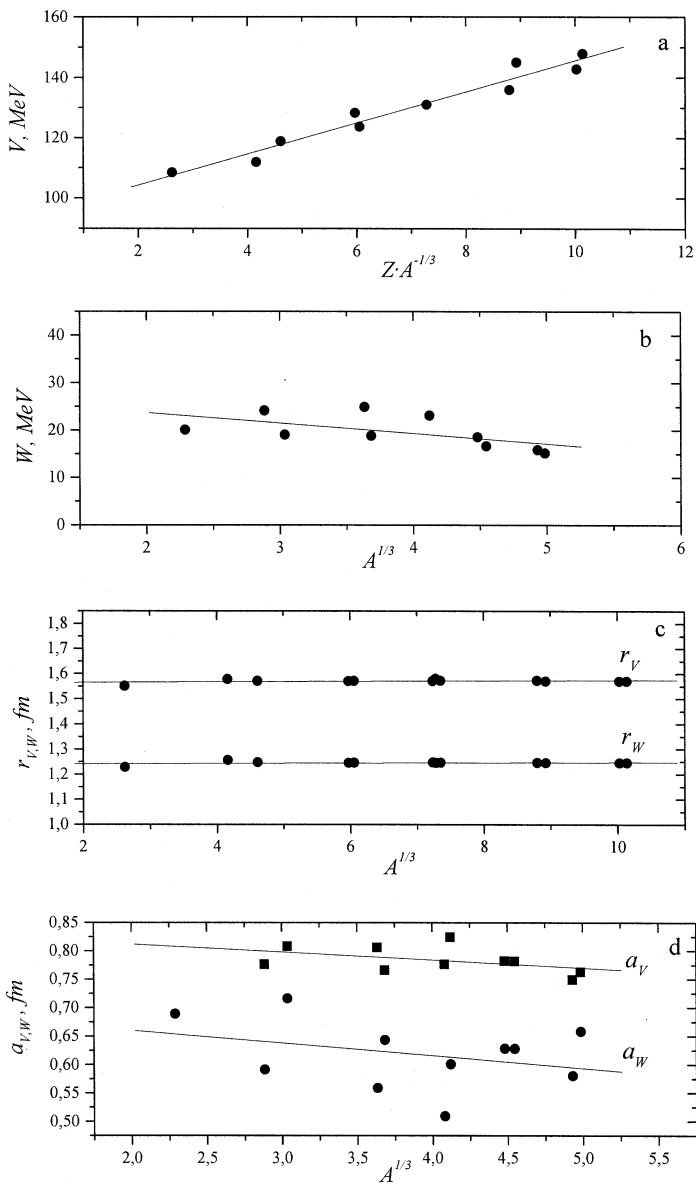 160
140
120
100
V, MeV
a
2 4 6 8 10 12
Z·A^-1/3
40
30
20
10
0
W, MeV
b
2 3 4 5 6
A^1/3
1,8
1,7
1,6
1,5
1,4
1,3
1,2
1,1
1,0
r_V,W, fm
c
r_V
r_W
2 4 6 8 10
A^1/3
0,85
0,80
0,75
0,70
0,65
0,60
0,55
0,50
a_V,W, fm
d
a_V
a_W
2,0 2,5 3,0 3,5 4,0 4,5 5,0 5,5
A^1/3